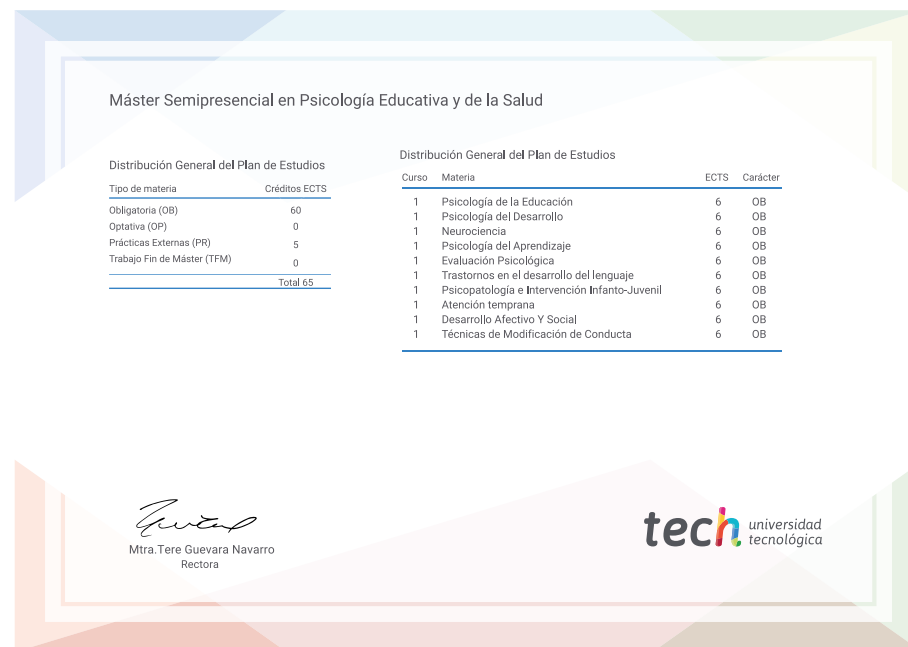 Máster Semipresencial en Psicología Educativa y de la Salud
Distribución General del Plan de Estudios
Tipo de materia Créditos ECTS
Obligatoria (OB) 60
Optativa (OP) 0
Prácticas Externas (PR) 5
Trabajo Fin de Máster (TFM) 0
Total 65
Distribución General del Plan de Estudios
Curso Materia ECTS Carácter
1 Psicología de la Educación 6 OB
1 Psicología del Desarrollo 6 OB
1 Neurociencia 6 OB
1 Psicología del Aprendizaje 6 OB
1 Evaluación Psicológica 6 OB
1 Trastornos en el desarrollo del lenguaje 6 OB
1 Psicopatología e Intervención Infanto-Juvenil 6 OB
1 Atención temprana 6 OB
1 Desarrollo Afectivo Y Social 6 OB
1 Técnicas de Modificación de Conducta 6 OB
Mtra.Tere Guevara Navarro
Rectora
tech universidad
tecnológica